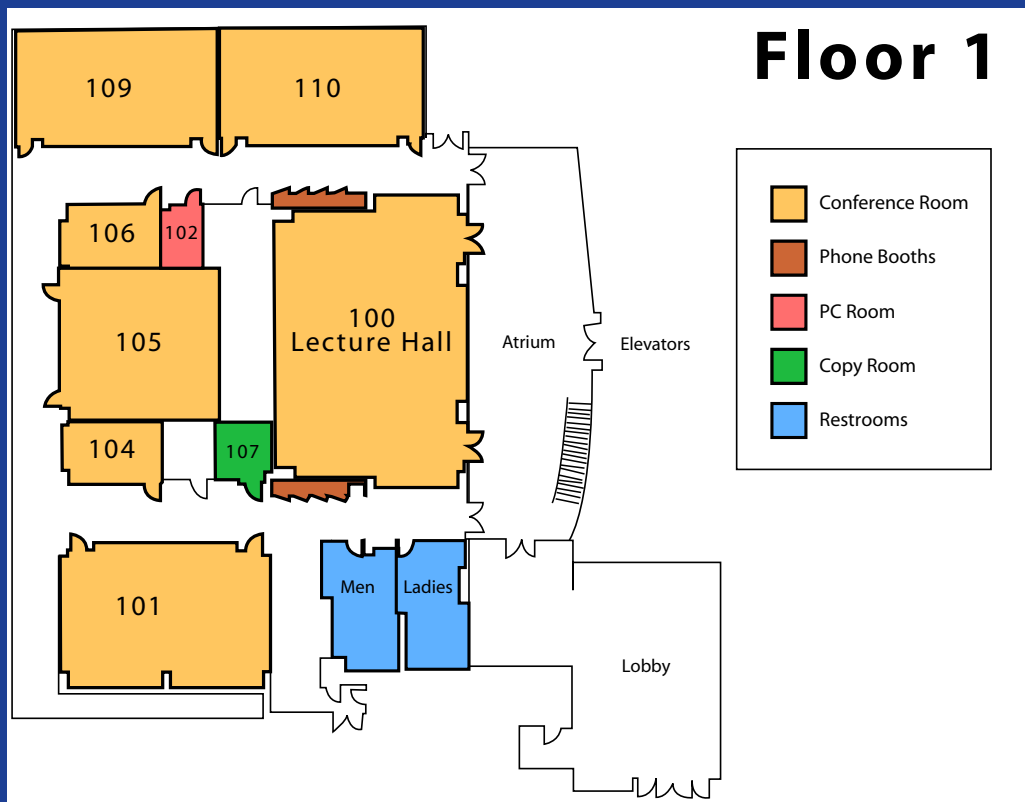 Floor 1
109
110
106
102
105
100
Lecture Hall
Atrium
Elevators
104
107
101
Men
Ladies
Lobby
Conference Room
Phone Booths
PC Room
Copy Room
Restrooms